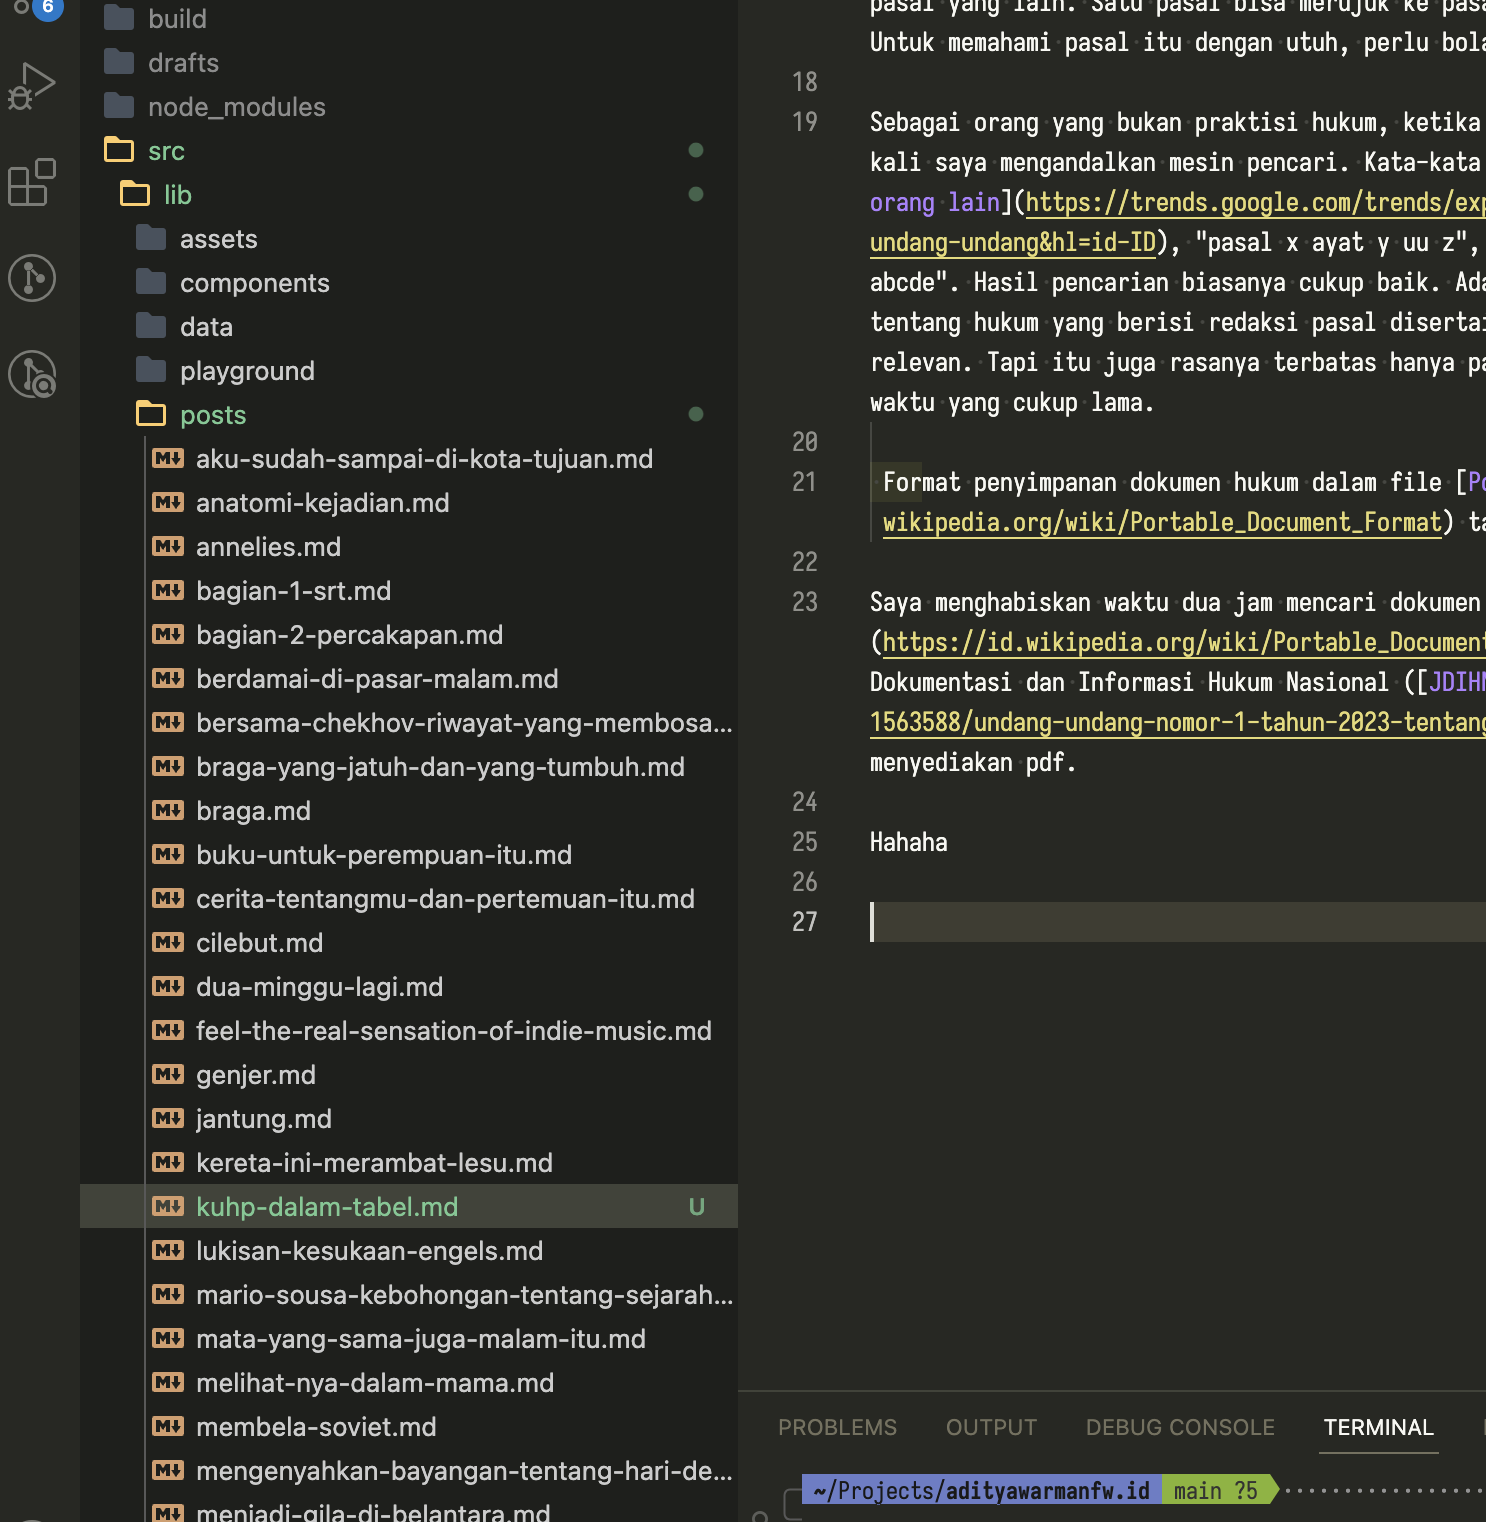 6
build
drafts
node_modules
src
lib
assets
components
data
playground
posts
aku-sudah-sampai-di-kota-tujuan.md
anatomi-kejadian.md
annelies.md
bagian-1-srt.md
bagian-2-percakapan.md
berdamai-di-pasar-malam.md
bersama-chekhov-riwayat-yang-membosa...
braga-yang-jatuh-dan-yang-tumbuh.md
braga.md
buku-untuk-perempuan-itu.md
cerita-tentangmu-dan-pertemuan-itu.md
cilebut.md
dua-minggu-lagi.md
feel-the-real-sensation-of-indie-music.md
genjer.md
jantung.md
kereta-ini-merambat-lesu.md
kuhp-dalam-tabel.md U
lukisan-kesukaan-engels.md
mario-sousa-kebohongan-tentang-sejarah...
mata-yang-sama-juga-malam-itu.md
melihat-nya-dalam-mama.md
membela-soviet.md
mengenyahkan-bayangan-tentang-hari-de...
menjadi-gila-di-belantara.md
pasal yang lain. Satu pasal bisa merujuk ke pasa
Untuk memahami pasal itu dengan utuh, perlu bola
18
19 Sebagai orang yang bukan praktisi hukum, ketika
kali saya mengandalkan mesin pencari. Kata-kata
orang lain](https://trends.google.com/trends/exp
undang-undang&hl=id-ID), "pasal x ayat y uu z",
abcde". Hasil pencarian biasanya cukup baik. Ada
tentang hukum yang berisi redaksi pasal disertai
relevan. Tapi itu juga rasanya terbatas hanya pa
waktu yang cukup lama.
20
21 Format penyimpanan dokumen hukum dalam file [Po
wikipedia.org/wiki/Portable_Document_Format) ta
22
23 Saya menghabiskan waktu dua jam mencari dokumen
(https://id.wikipedia.org/wiki/Portable_Document
Dokumentasi dan Informasi Hukum Nasional ([JDIHN
1563588/undang-undang-nomor-1-tahun-2023-tentang
menyediakan pdf.
24
25 Hahaha
26
27
PROBLEMS OUTPUT DEBUG CONSOLE TERMINAL
~/Projects/adityawarmanfw.id main ?5